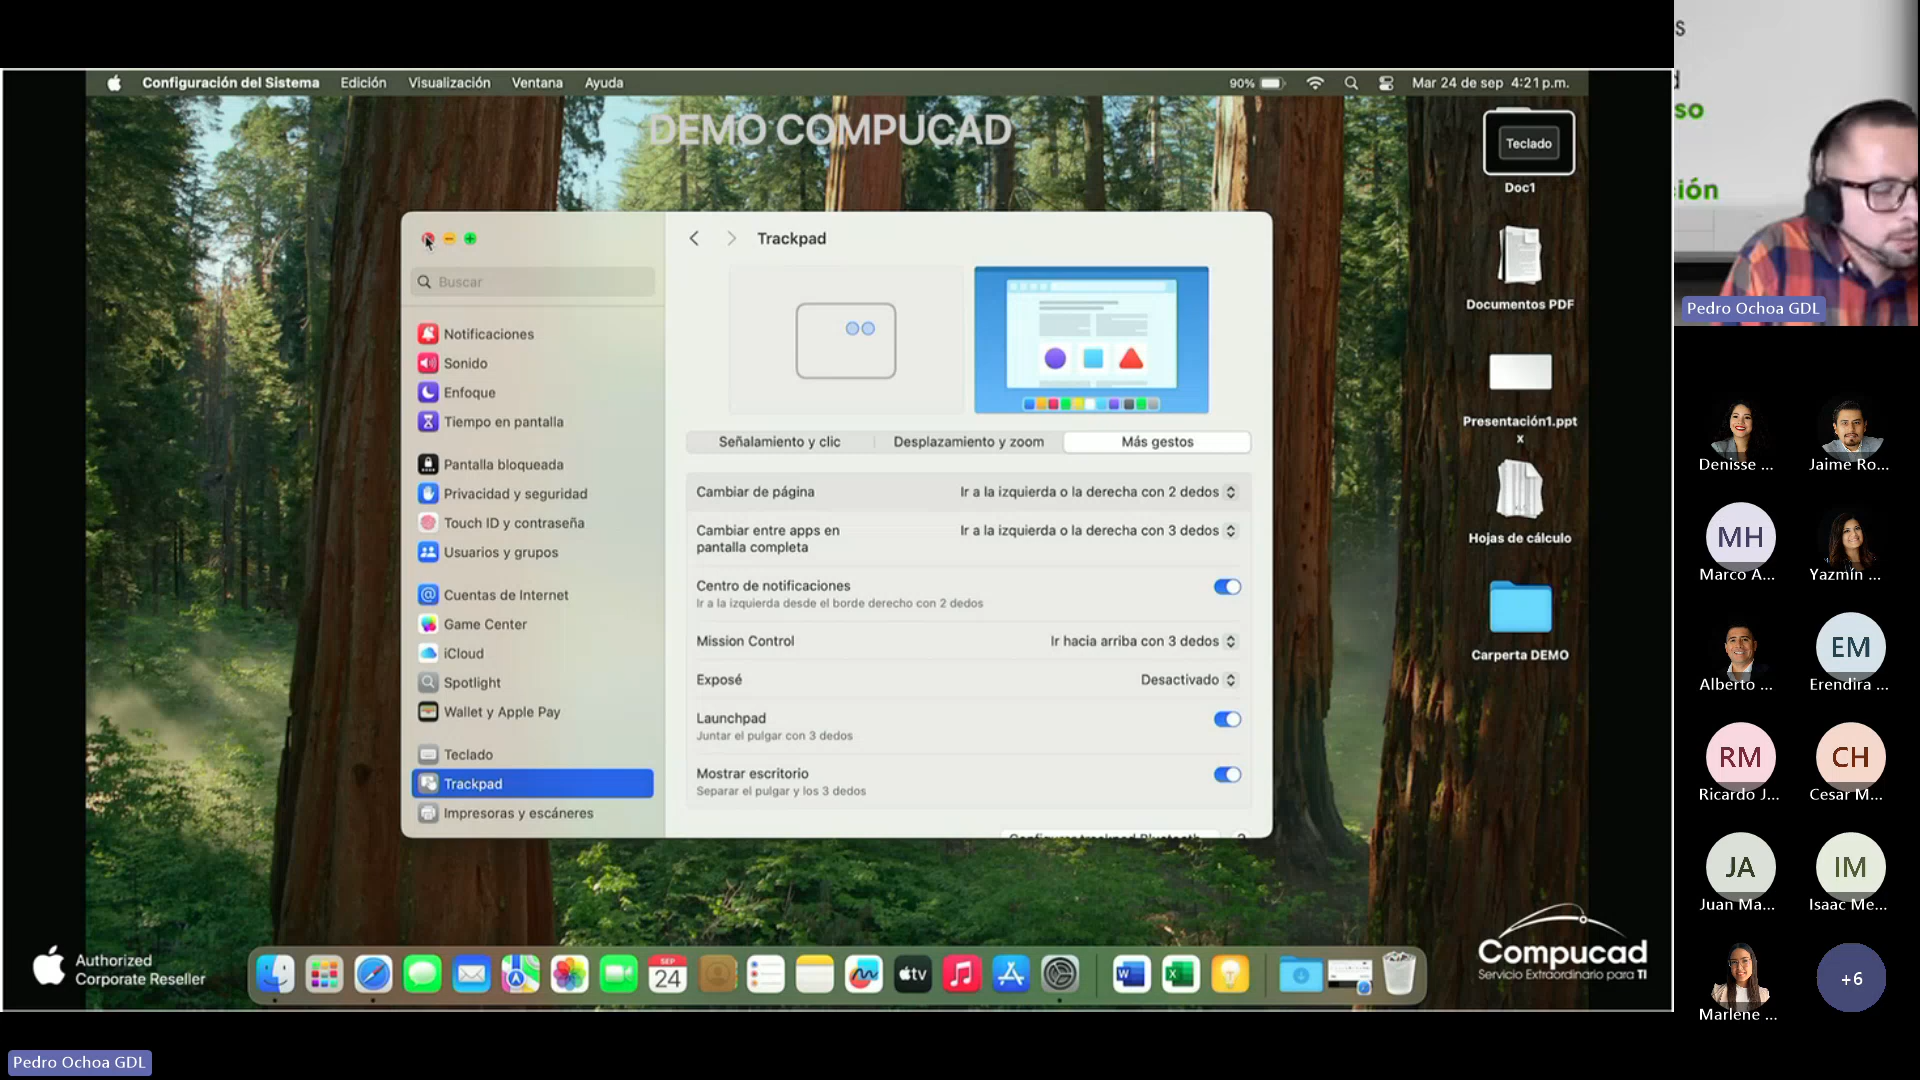 Configuración del Sistema Edición Visualización Ventana Ayuda
90% Mar 24 de sep 4:21 p.m.
DEMO COMPUCAD
Teclado
Doc1
Documentos PDF
Presentación1.ppt
x
Hojas de cálculo
Carperta DEMO
Buscar
Notificaciones
Sonido
Enfoque
Tiempo en pantalla
Pantalla bloqueada
Privacidad y seguridad
Touch ID y contraseña
Usuarios y grupos
Cuentas de Internet
Game Center
iCloud
Spotlight
Wallet y Apple Pay
Teclado
Trackpad
Impresoras y escáneres
Trackpad
Señalamiento y clic Desplazamiento y zoom Más gestos
Cambiar de página Ir a la izquierda o la derecha con 2 dedos
Cambiar entre apps en
pantalla completa
Ir a la izquierda o la derecha con 3 dedos
Centro de notificaciones
Ir a la izquierda desde el borde derecho con 2 dedos
Mission Control Ir hacia arriba con 3 dedos
Exposé Desactivado
Launchpad
Juntar el pulgar con 3 dedos
Mostrar escritorio
Separar el pulgar y los 3 dedos
Configurar trackpad Bluetooth... ?
Authorized
Corporate Reseller
SEP
24
tv
W
X
Compucad
Servicio Extraordinario para TI
Pedro Ochoa GDL
s
d
so
ión
Pedro Ochoa GDL
Denisse ...
Jaime Ro...
MH
Marco A...
Yazmín ...
Alberto ...
EM
Erendira ...
RM
Ricardo J...
CH
Cesar M...
JA
Juan Ma...
IM
Isaac Me...
Marlene ...
+6